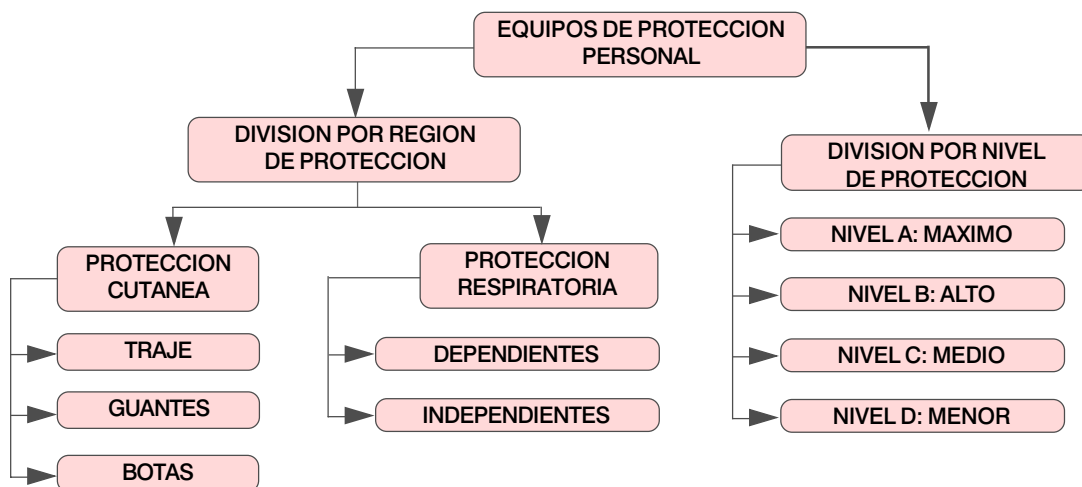 EQUIPOS DE PROTECCION
PERSONAL
DIVISION POR REGION
DE PROTECCION
DIVISION POR NIVEL
DE PROTECCION
PROTECCION
CUTANEA
TRAJE
GUANTES
BOTAS
PROTECCION
RESPIRATORIA
DEPENDIENTES
INDEPENDIENTES
NIVEL A: MAXIMO
NIVEL B: ALTO
NIVEL C: MEDIO
NIVEL D: MENOR